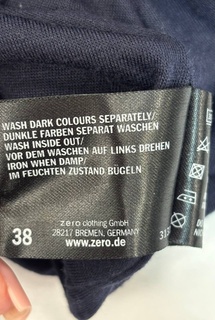 WASH DARK COLOURS SEPARATELY/
DUNKLE FARBEN SEPARAT WASCHEN
WASH INSIDE OUT/
VOR DEM WASCHEN AUF LINKS DREHEN
IRON WHEN DAMP/
IM FEUCHTEN ZUSTAND BÜGELN
zero clothing GmbH
28217 BREMEN, GERMANY
38
www.zero.de